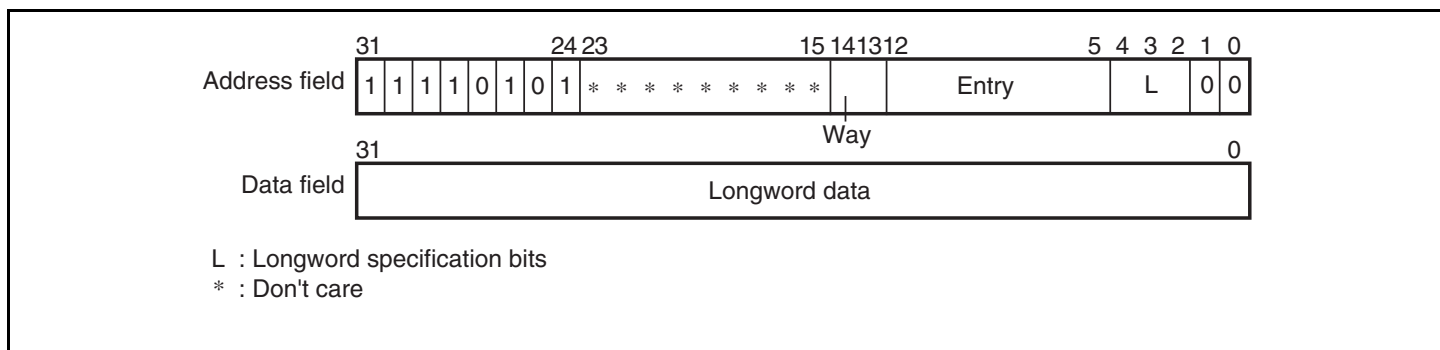 31 24 23 15 14 13 12 5 4 3 2 1 0
Address field 1 1 1 1 0 1 0 1 * * * * * * * * * Entry L 0 0
Way
31 0
Data field Longword data
L : Longword specification bits
* : Don't care